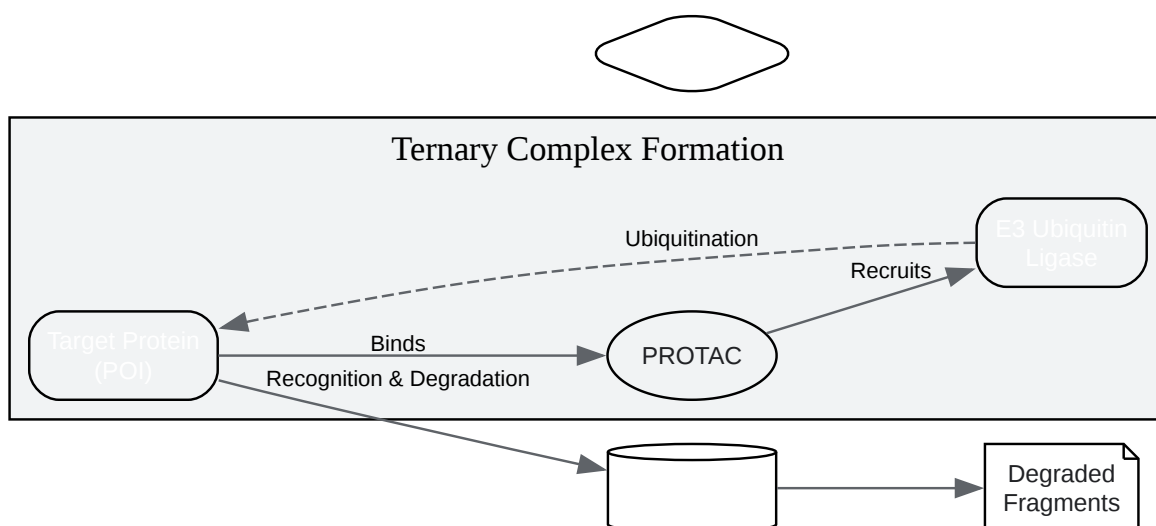 Ternary Complex Formation
E3 Ubiquitin
Ligase
Ubiquitination
Recruits
Target Protein
(POI)
Binds
PROTAC
Recognition & Degradation
Degraded
Fragments